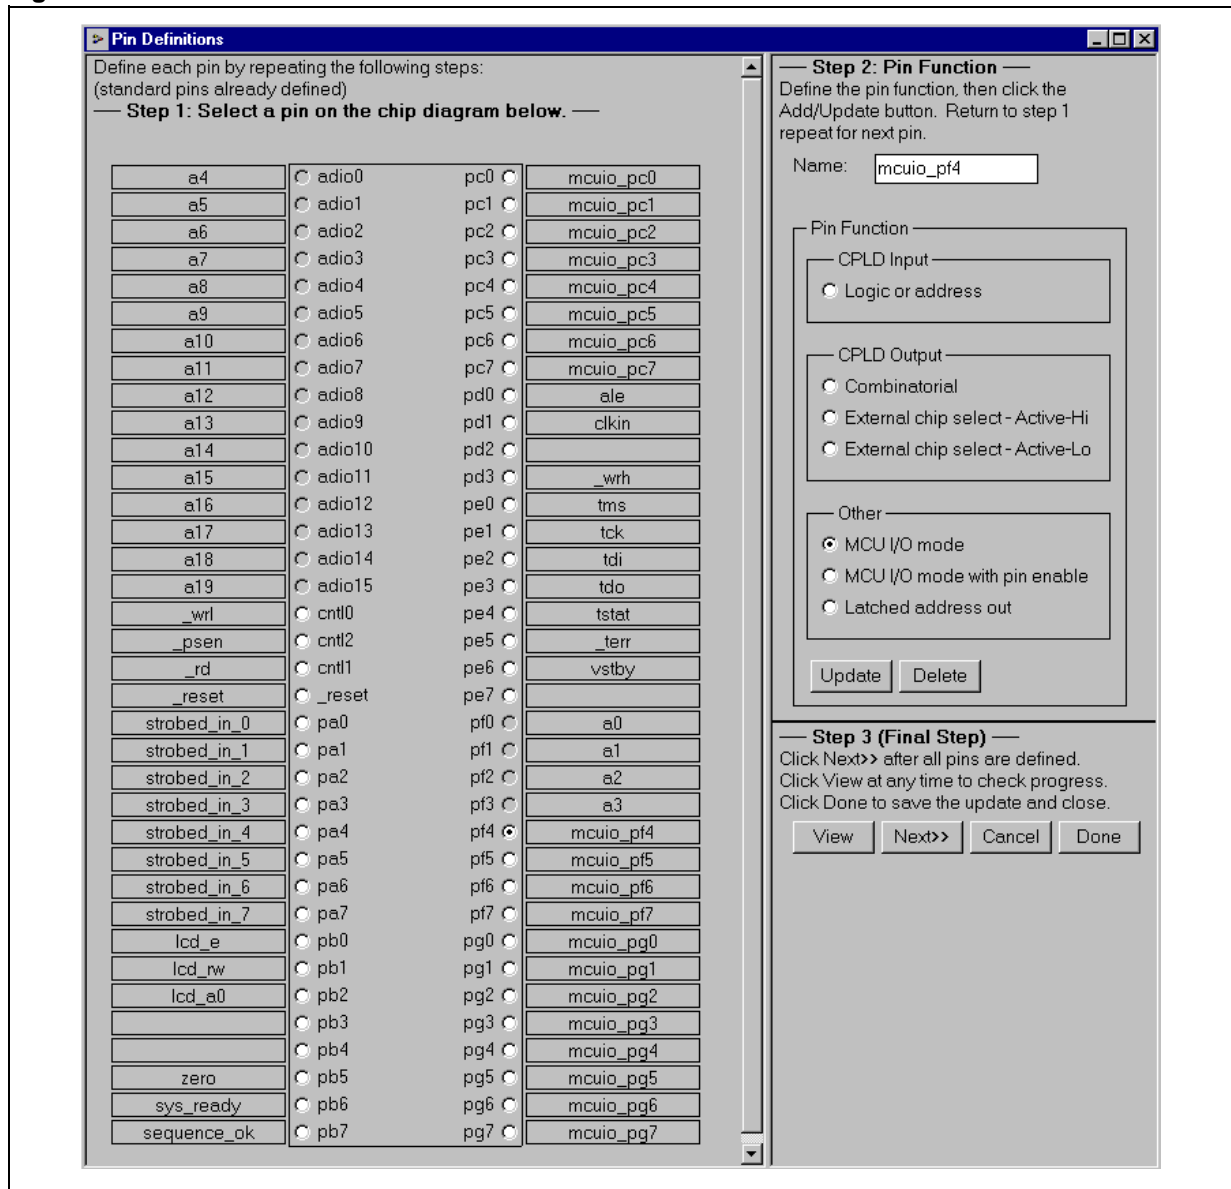 Pin Definitions
Define each pin by repeating the following steps:
(standard pins already defined)
Step 1: Select a pin on the chip diagram below.
a4 adio0 pc0 mcuio_pc0
a5 adio1 pc1 mcuio_pc1
a6 adio2 pc2 mcuio_pc2
a7 adio3 pc3 mcuio_pc3
a8 adio4 pc4 mcuio_pc4
a9 adio5 pc5 mcuio_pc5
a10 adio6 pc6 mcuio_pc6
a11 adio7 pc7 mcuio_pc7
a12 adio8 pd0 ale
a13 adio9 pd1 clkin
a14 adio10 pd2
a15 adio11 pd3 _wrh
a16 adio12 pe0 tms
a17 adio13 pe1 tck
a18 adio14 pe2 tdi
a19 adio15 pe3 tdo
_wrl cntl0 pe4 tstat
_psen cntl2 pe5 _terr
_rd cntl1 pe6 vstby
_reset _reset pe7
strobed_in_0 pa0 pf0 a0
strobed_in_1 pa1 pf1 a1
strobed_in_2 pa2 pf2 a2
strobed_in_3 pa3 pf3 a3
strobed_in_4 pa4 pf4 mcuio_pf4
strobed_in_5 pa5 pf5 mcuio_pf5
strobed_in_6 pa6 pf6 mcuio_pf6
strobed_in_7 pa7 pf7 mcuio_pf7
lcd_e pb0 pg0 mcuio_pg0
lcd_rw pb1 pg1 mcuio_pg1
lcd_a0 pb2 pg2 mcuio_pg2
pb3 pg3 mcuio_pg3
pb4 pg4 mcuio_pg4
zero pb5 pg5 mcuio_pg5
sys_ready pb6 pg6 mcuio_pg6
sequence_ok pb7 pg7 mcuio_pg7
Step 2: Pin Function
Define the pin function, then click the
Add/Update button. Return to step 1
repeat for next pin.
Name: mcuio_pf4
Pin Function
CPLD Input
Logic or address
CPLD Output
Combinatorial
External chip select - Active-Hi
External chip select - Active-Lo
Other
MCU I/O mode
MCU I/O mode with pin enable
Latched address out
Update Delete
Step 3 (Final Step)
Click Next>> after all pins are defined.
Click View at any time to check progress.
Click Done to save the update and close.
View Next>> Cancel Done